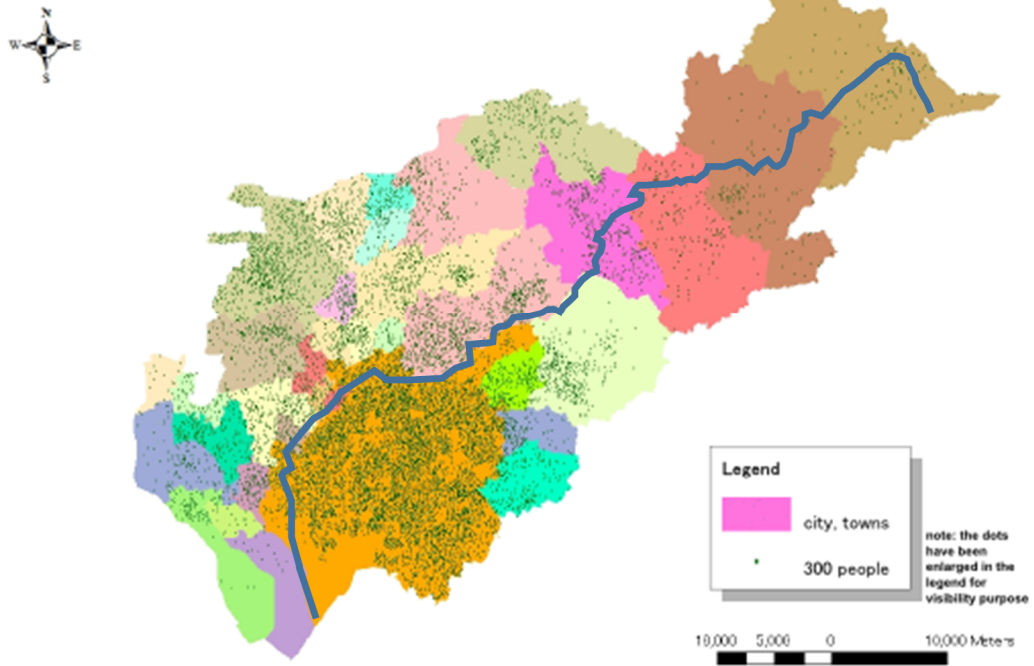 N
W E
S
Legend
city, towns
300 people
note: the dots
have been
enlarged in the
legend for
visibility purpose
10,000 5,000 0 10,000 Meters